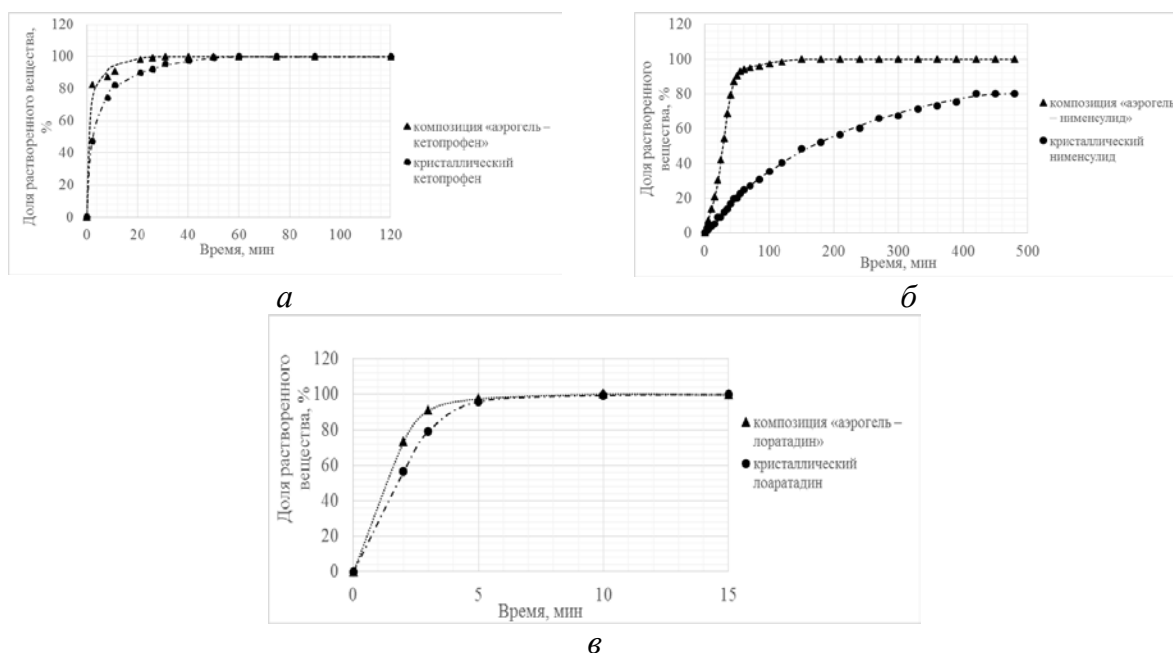 120
100
80
60
40
20
0
Доля растворенного вещества,
%
0 20 40 60 80 100 120
Время, мин
композиция «аэрогель –
кетопрофен»
кристаллический
кетопрофен
а
120
100
80
60
40
20
0
Доля растворенного
вещества, %
0 100 200 300 400 500
Время, мин
композиция «аэрогель
– нименсулид»
кристаллический
нименсулид
б
120
100
80
60
40
20
0
Доля растворенного
вещества, %
0 5 10 15
Время, мин
композиция «аэрогель –
лоратадин»
кристаллический
лоаратадин
в